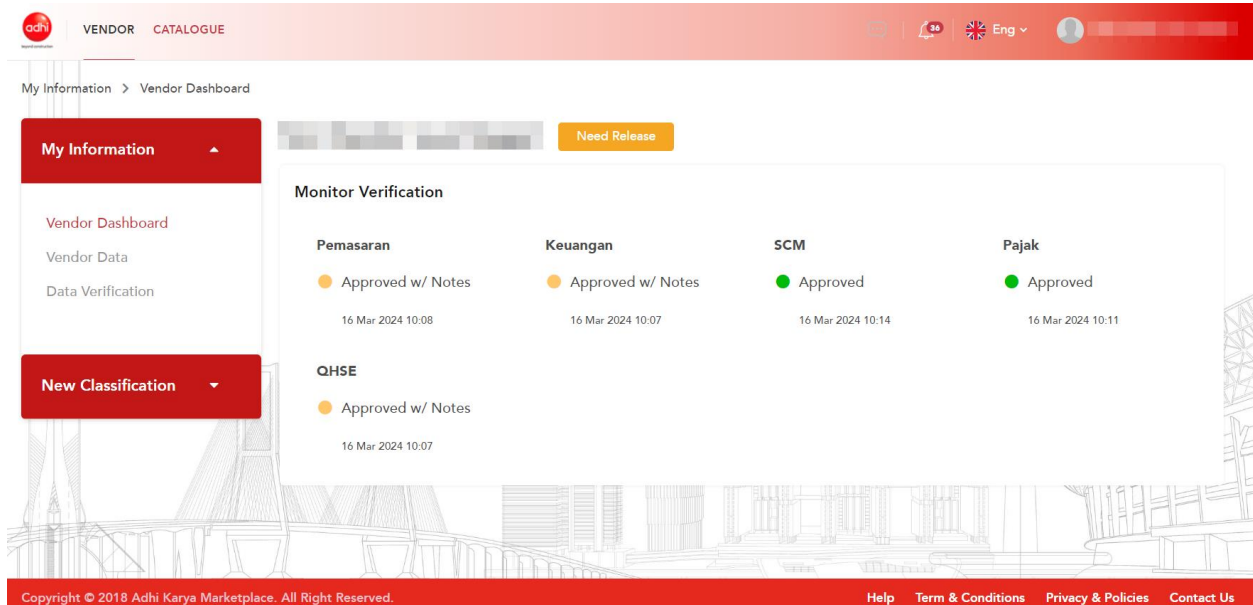 adhi
VENDOR CATALOGUE
36
Eng
My Information > Vendor Dashboard
My Information
Need Release
Monitor Verification
Vendor Dashboard
Vendor Data
Data Verification
Pemasaran Keuangan SCM Pajak
Approved w/ Notes Approved w/ Notes Approved Approved
16 Mar 2024 10:08 16 Mar 2024 10:07 16 Mar 2024 10:14 16 Mar 2024 10:11
New Classification
QHSE
Approved w/ Notes
16 Mar 2024 10:07
Copyright © 2018 Adhi Karya Marketplace. All Right Reserved. Help Term & Conditions Privacy & Policies Contact Us